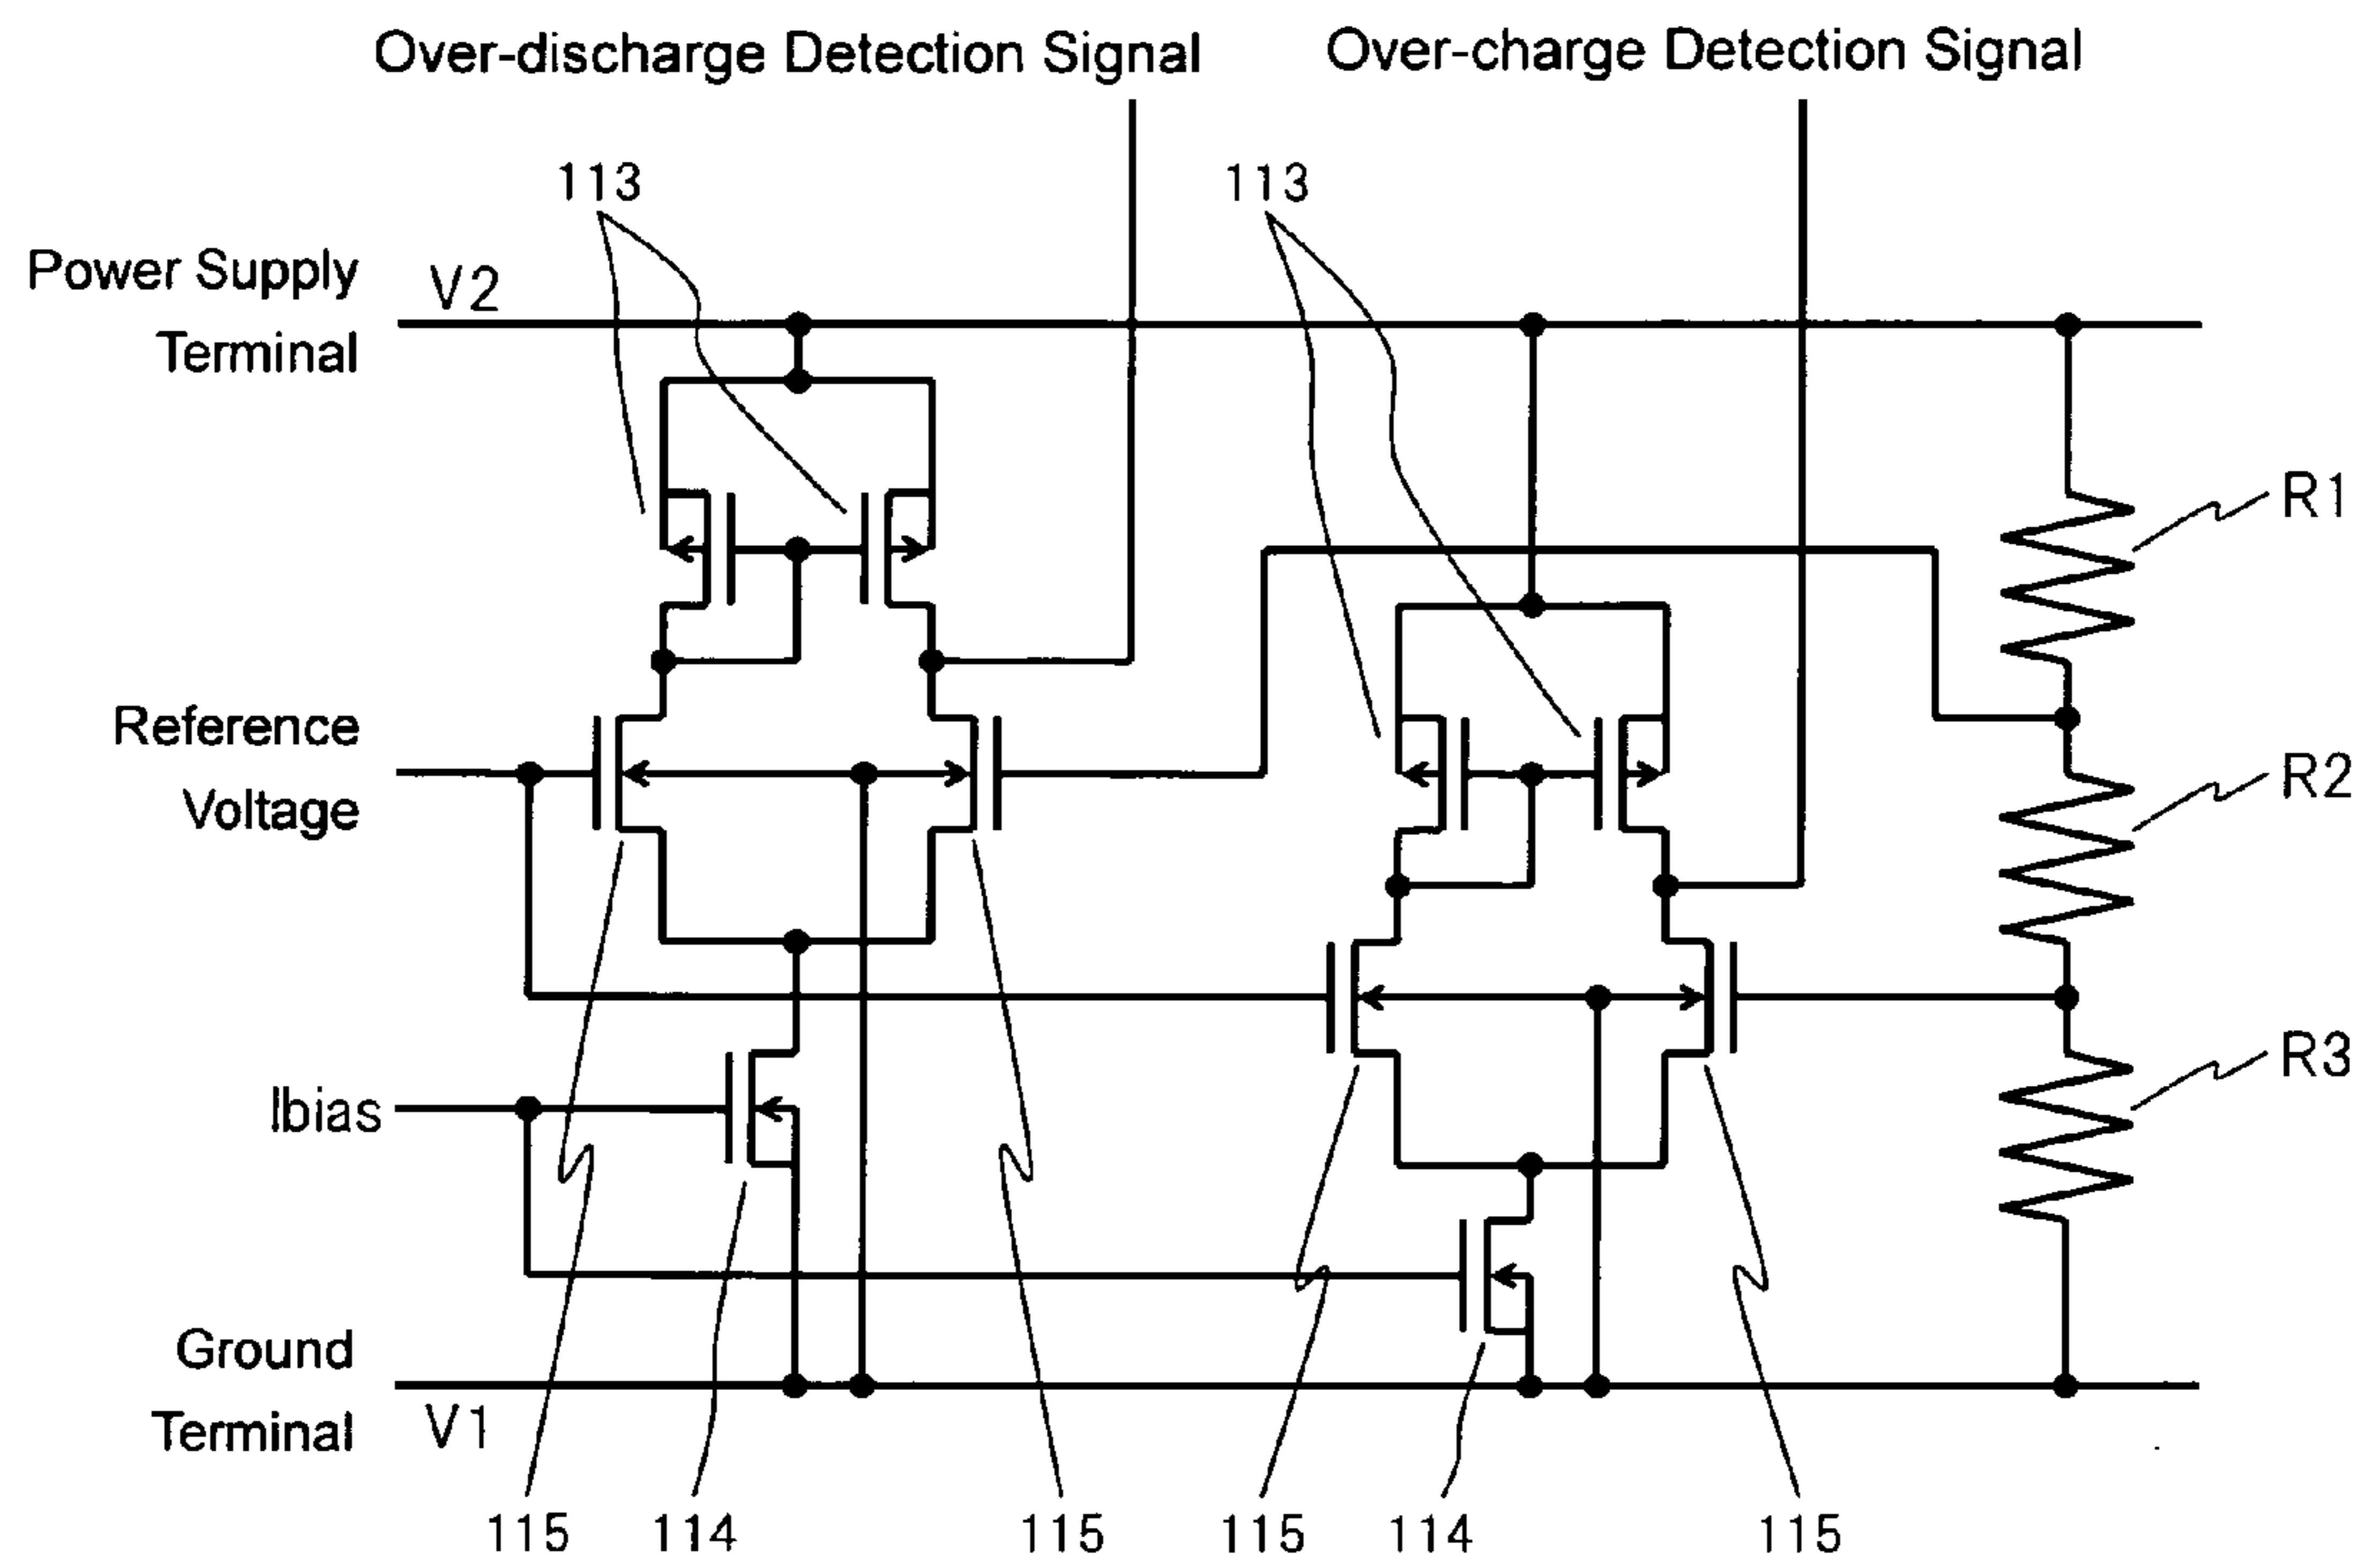 Over-discharge Detection Signal
Over-charge Detection Signal
113
113
Power Supply
Terminal
V2
R1
Reference
Voltage
R2
Ibias
R3
Ground
Terminal
V1
115
114
115
115
114
115